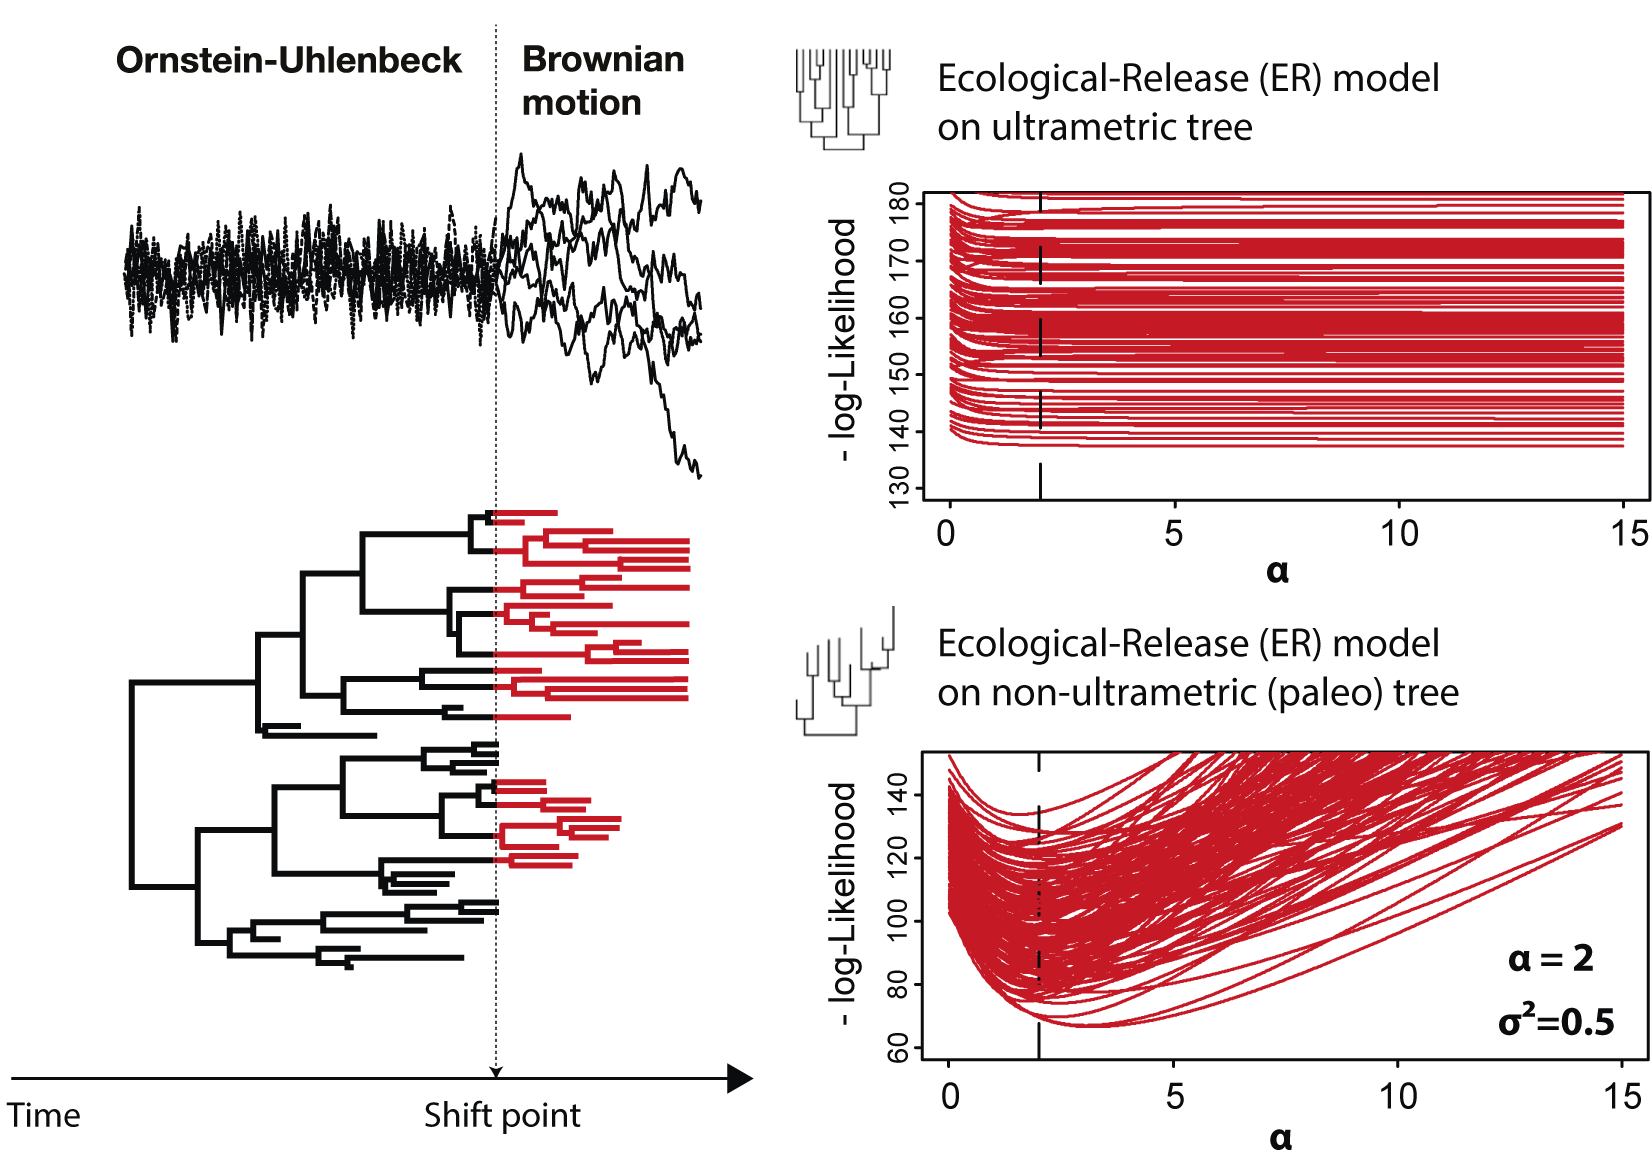 Ornstein-Uhlenbeck
Brownian
motion
Time
Shift point
Ecological-Release (ER) model
on ultrametric tree
- log-Likelihood
180
170
160
150
140
130
0 5 10 15
α
Ecological-Release (ER) model
on non-ultrametric (paleo) tree
- log-Likelihood
140
120
100
80
60
α = 2
σ²=0.5
0 5 10 15
α